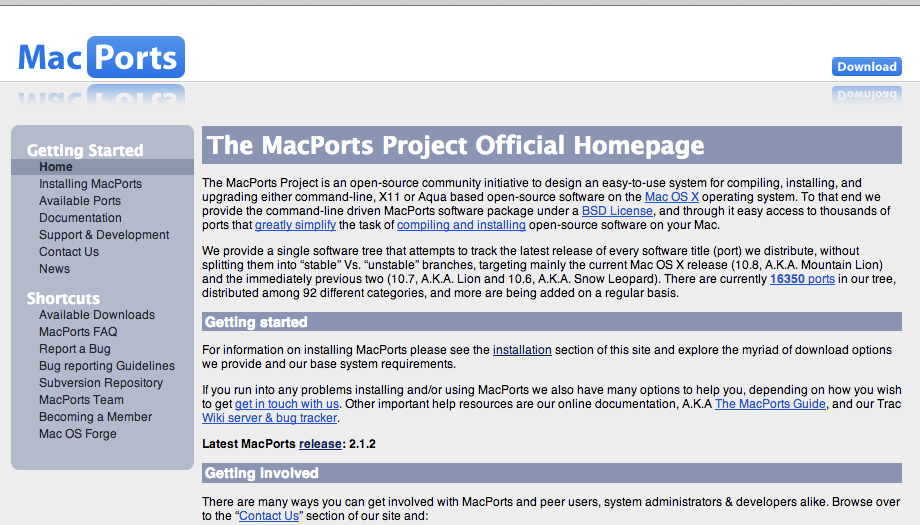 Mac Ports
Download
Getting Started
Home
Installing MacPorts
Available Ports
Documentation
Support & Development
Contact Us
News
Shortcuts
Available Downloads
MacPorts FAQ
Report a Bug
Bug reporting Guidelines
Subversion Repository
MacPorts Team
Becoming a Member
Mac OS Forge
The MacPorts Project Official Homepage
The MacPorts Project is an open-source community initiative to design an easy-to-use system for compiling, installing, and
upgrading either command-line, X11 or Aqua based open-source software on the Mac OS X operating system. To that end we
provide the command-line driven MacPorts software package under a BSD License, and through it easy access to thousands of
ports that greatly simplify the task of compiling and installing open-source software on your Mac.
We provide a single software tree that attempts to track the latest release of every software title (port) we distribute, without
splitting them into “stable” Vs. “unstable” branches, targeting mainly the current Mac OS X release (10.8, A.K.A. Mountain Lion)
and the immediately previous two (10.7, A.K.A. Lion and 10.6, A.K.A. Snow Leopard). There are currently 16350 ports in our tree,
distributed among 92 different categories, and more are being added on a regular basis.
Getting started
For information on installing MacPorts please see the installation section of this site and explore the myriad of download options
we provide and our base system requirements.
If you run into any problems installing and/or using MacPorts we also have many options to help you, depending on how you wish
to get get in touch with us. Other important help resources are our online documentation, A.K.A The MacPorts Guide, and our Trac
Wiki server & bug tracker.
Latest MacPorts release: 2.1.2
Getting involved
There are many ways you can get involved with MacPorts and peer users, system administrators & developers alike. Browse over
to the “Contact Us” section of our site and: